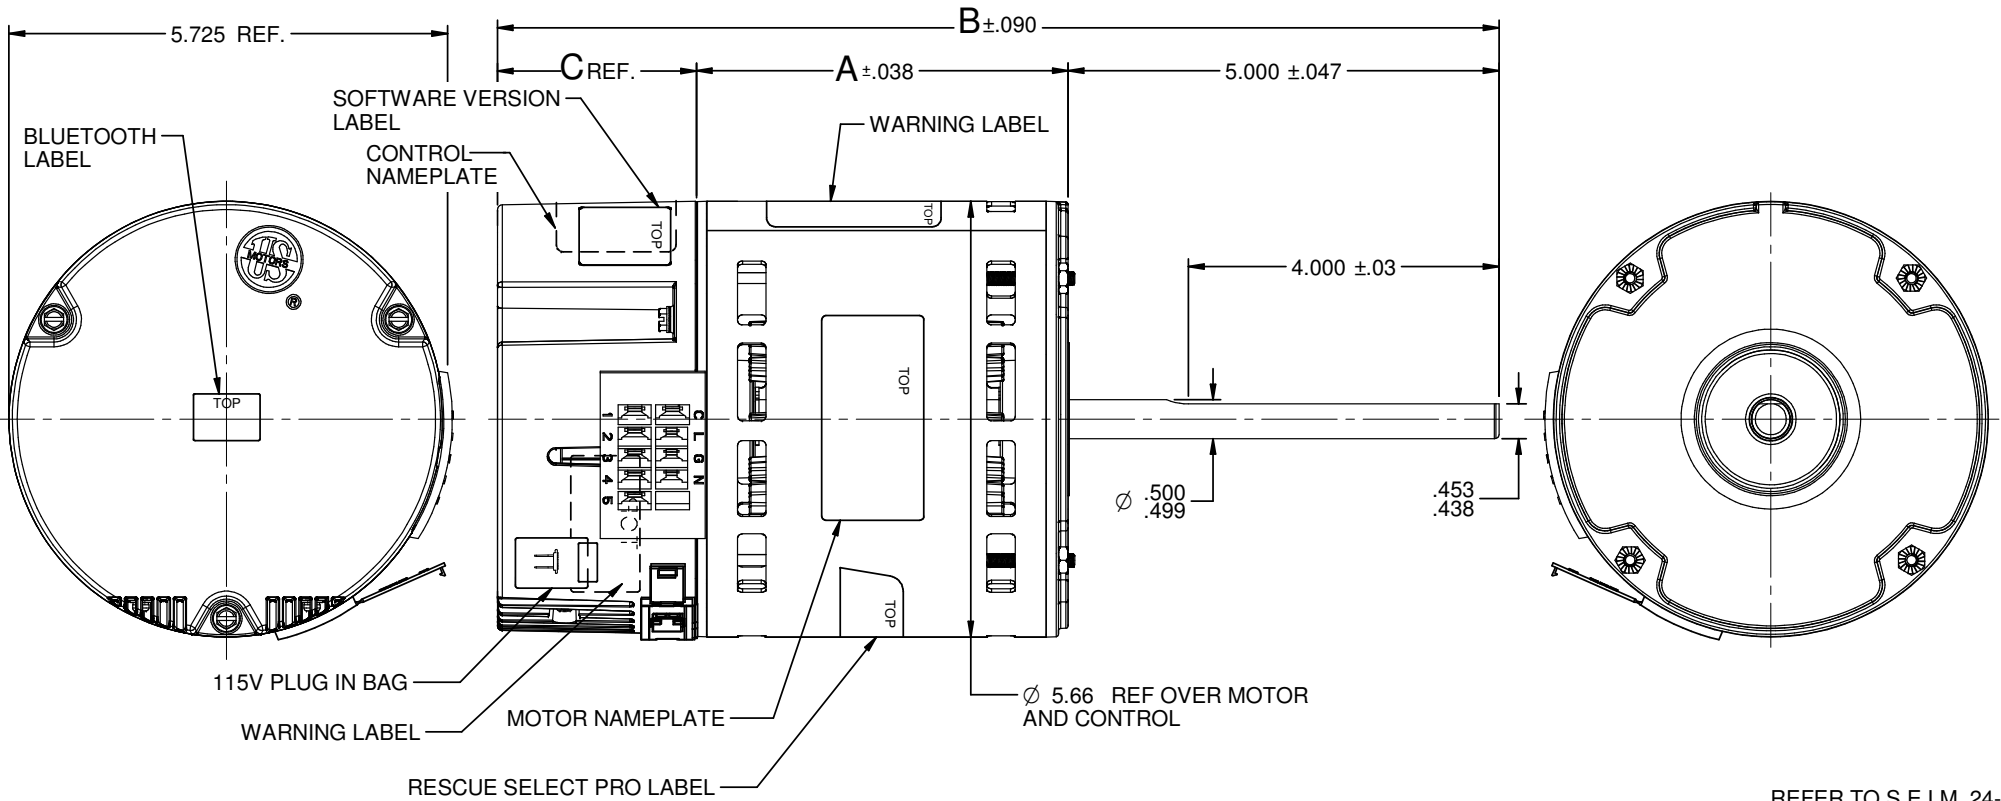 5.725 REF.
B±.090
C REF.
A ±.038
5.000 ±.047
SOFTWARE VERSION
LABEL
BLUETOOTH
LABEL
WARNING LABEL
CONTROL
NAMEPLATE
US
MOTORS
®
TOP
TOP
4.000 ±.03
TOP
TOP
1 C
2 L
3 G
4 N
5
Ø .500
.499
.453
.438
TOP
115V PLUG IN BAG
WARNING LABEL
MOTOR NAMEPLATE
Ø 5.66 REF OVER MOTOR
AND CONTROL
RESCUE SELECT PRO LABEL